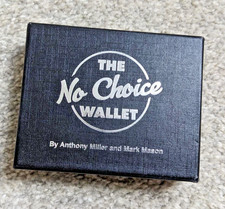 THE
No Choice
WALLET
By Anthony Miller and Mark Mason